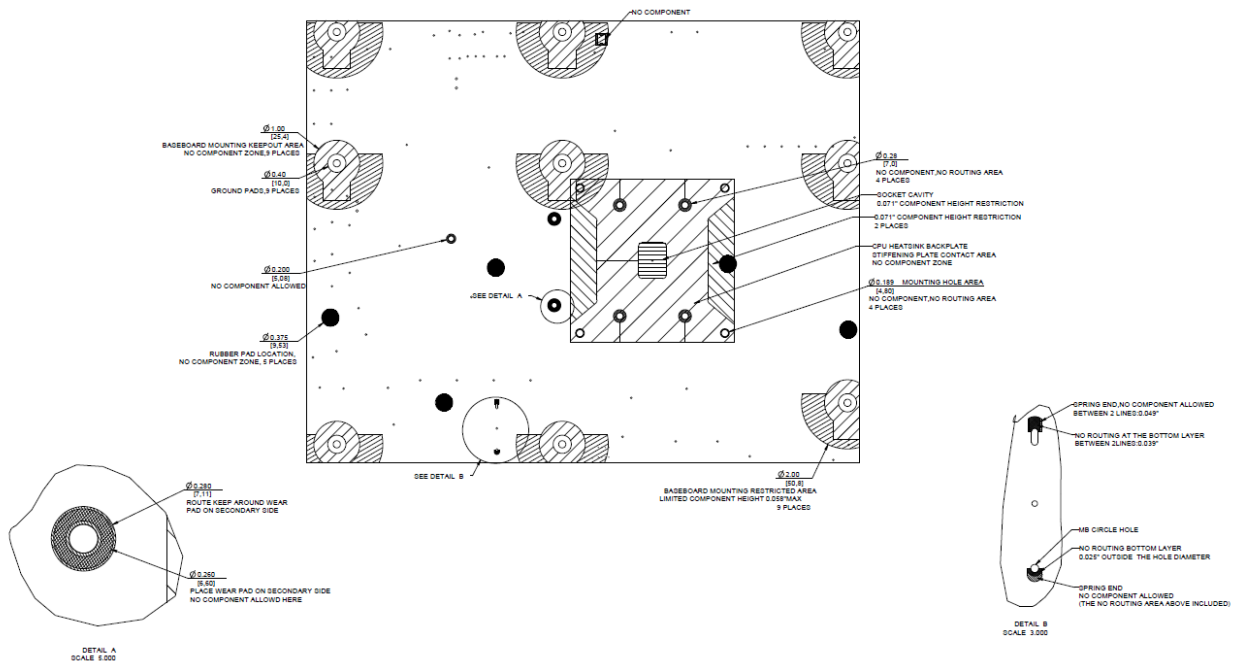 NO COMPONENT
Ø1.00
[25,4]
BASEBOARD MOUNTING KEEPOUT AREA
NO COMPONENT ZONE,9 PLACES
Ø0.40
[10,0]
GROUND PADS,9 PLACES
Ø0.28
[7,0]
NO COMPONENT,NO ROUTING AREA
4 PLACES
SOCKET CAVITY
0.071" COMPONENT HEIGHT RESTRICTION
0.071" COMPONENT HEIGHT RESTRICTION
2 PLACES
CPU HEATSINK BACKPLATE
STIFFENING PLATE CONTACT AREA
NO COMPONENT ZONE
Ø0.200
[5,08]
NO COMPONENT ALLOWED
SEE DETAIL A
Ø0.189 MOUNTING HOLE AREA
[4,80]
NO COMPONENT,NO ROUTING AREA
4 PLACES
Ø0.375
[9,53]
RUBBER PAD LOCATION,
NO COMPONENT ZONE, 5 PLACES
SEE DETAIL B
Ø2.00
[50,8]
BASEBOARD MOUNTING RESTRICTED AREA
LIMITED COMPONENT HEIGHT 0.058"MAX
9 PLACES
Ø0.280
[7,11]
ROUTE KEEP AROUND WEAR
PAD ON SECONDARY SIDE
Ø0.260
[6,60]
PLACE WEAR PAD ON SECONDARY SIDE
NO COMPONENT ALLOWD HERE
DETAIL A
SCALE 5.000
SPRING END,NO COMPONENT ALLOWED
BETWEEN 2 LINES:0.049"
NO ROUTING AT THE BOTTOM LAYER
BETWEEN 2LINES:0.039"
MB CIRCLE HOLE
NO ROUTING BOTTOM LAYER
0.025" OUTSIDE THE HOLE DIAMETER
SPRING END
NO COMPONENT ALLOWED
(THE NO ROUTING AREA ABOVE INCLUDED)
DETAIL B
SCALE 3.000